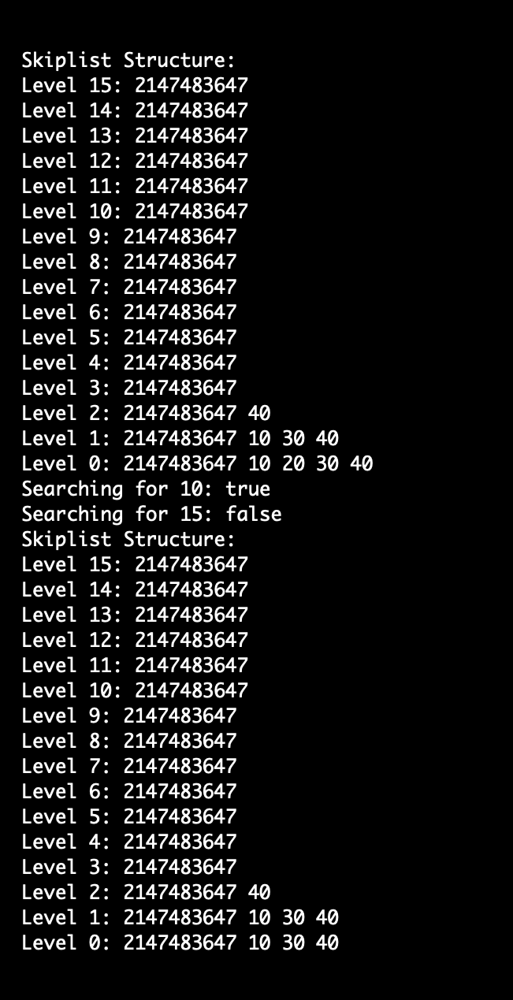 Skiplist Structure:
Level 15: 2147483647
Level 14: 2147483647
Level 13: 2147483647
Level 12: 2147483647
Level 11: 2147483647
Level 10: 2147483647
Level 9: 2147483647
Level 8: 2147483647
Level 7: 2147483647
Level 6: 2147483647
Level 5: 2147483647
Level 4: 2147483647
Level 3: 2147483647
Level 2: 2147483647 40
Level 1: 2147483647 10 30 40
Level 0: 2147483647 10 20 30 40
Searching for 10: true
Searching for 15: false
Skiplist Structure:
Level 15: 2147483647
Level 14: 2147483647
Level 13: 2147483647
Level 12: 2147483647
Level 11: 2147483647
Level 10: 2147483647
Level 9: 2147483647
Level 8: 2147483647
Level 7: 2147483647
Level 6: 2147483647
Level 5: 2147483647
Level 4: 2147483647
Level 3: 2147483647
Level 2: 2147483647 40
Level 1: 2147483647 10 30 40
Level 0: 2147483647 10 30 40